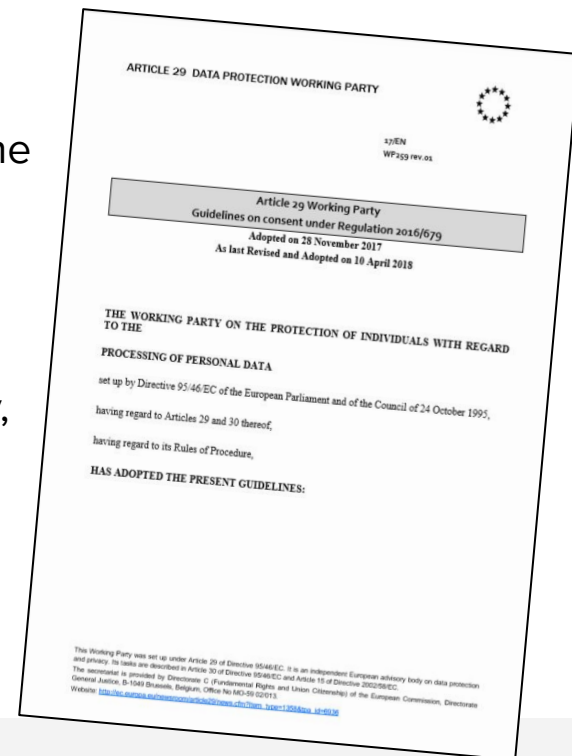 ne
,
ARTICLE 29 DATA PROTECTION WORKING PARTY
17/EN
WP259 rev.01
Article 29 Working Party
Guidelines on consent under Regulation 2016/679
Adopted on 28 November 2017
As last Revised and Adopted on 10 April 2018
THE WORKING PARTY ON THE PROTECTION OF INDIVIDUALS WITH REGARD
TO THE
PROCESSING OF PERSONAL DATA
set up by Directive 95/46/EC of the European Parliament and of the Council of 24 October 1995,
having regard to Articles 29 and 30 thereof,
having regard to its Rules of Procedure,
HAS ADOPTED THE PRESENT GUIDELINES:
This Working Party was set up under Article 29 of Directive 95/46/EC. It is an independent European advisory body on data protection
and privacy. Its tasks are described in Article 30 of Directive 95/46/EC and Article 15 of Directive 2002/58/EC.
The secretariat is provided by Directorate C (Fundamental Rights and Union Citizenship) of the European Commission, Directorate
General Justice, B-1049 Brussels, Belgium, Office No MO-59 02/013.
Website: